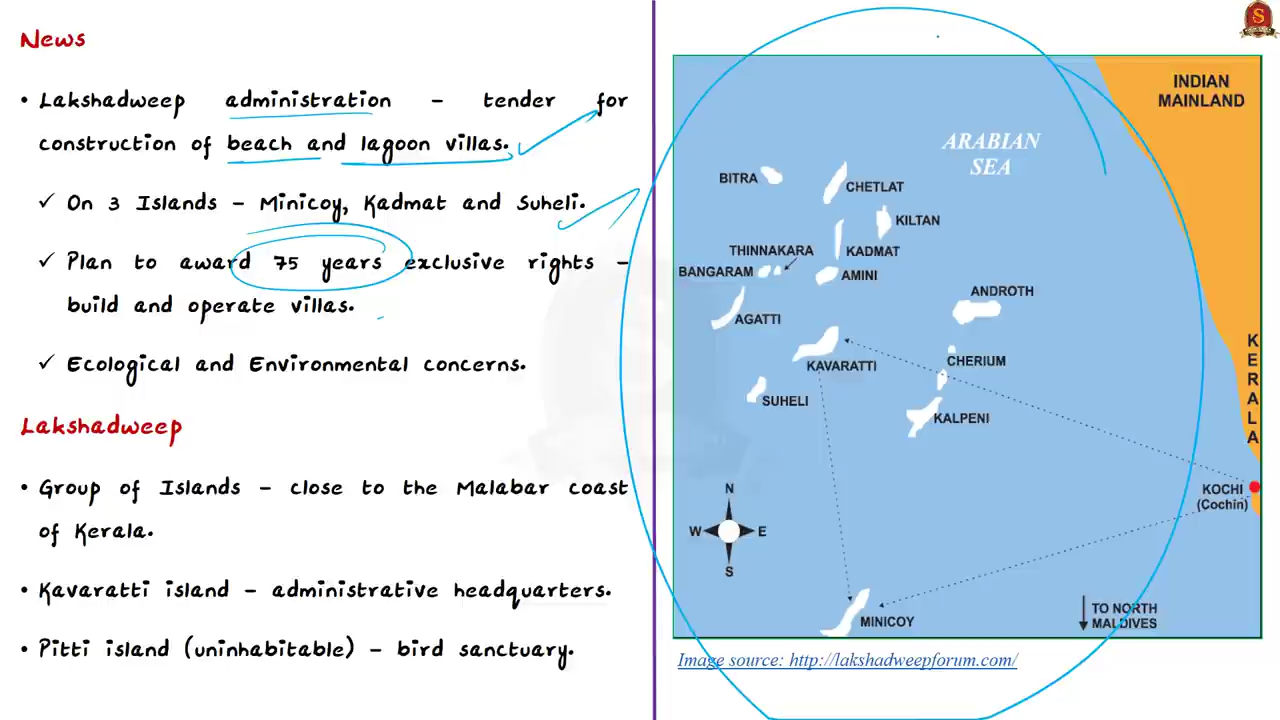 News
• Lakshadweep administration – tender for
construction of beach and lagoon villas.
✓ On 3 Islands – Minicoy, Kadmat and Suheli.
✓ Plan to award 75 years exclusive rights –
build and operate villas.
✓ Ecological and Environmental concerns.
Lakshadweep
• Group of Islands – close to the Malabar coast
of Kerala.
• Kavaratti island – administrative headquarters.
• Pitti island (uninhabitable) – bird sanctuary.
INDIAN
MAINLAND
ARABIAN
SEA
BITRA
CHETLAT
KILTAN
THINNAKARA
KADMAT
BANGARAM
AMINI
ANDROTH
AGATTI
KERALA
CHERIUM
KAVARATTI
SUHELI
KALPENI
KOCHI
(Cochin)
N
W
E
S
TO NORTH
MALDIVES
MINICOY
Image source: http://lakshadweepforum.com/
S